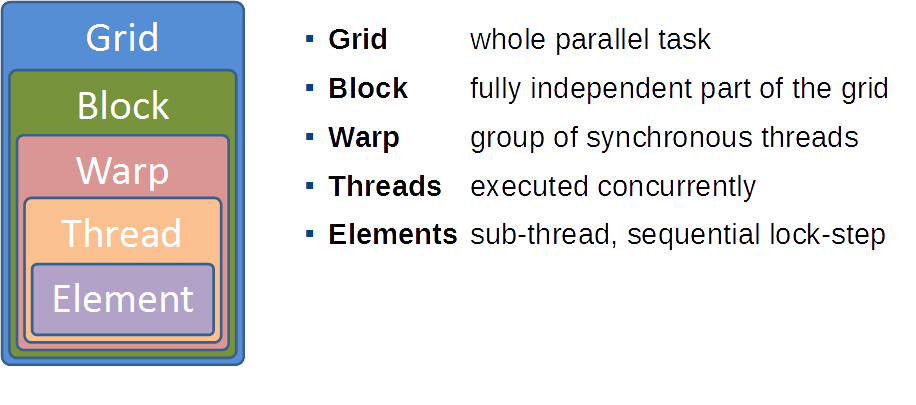 Grid
Block
Warp
Thread
Element
▪ Grid whole parallel task
▪ Block fully independent part of the grid
▪ Warp group of synchronous threads
▪ Threads executed concurrently
▪ Elements sub-thread, sequential lock-step